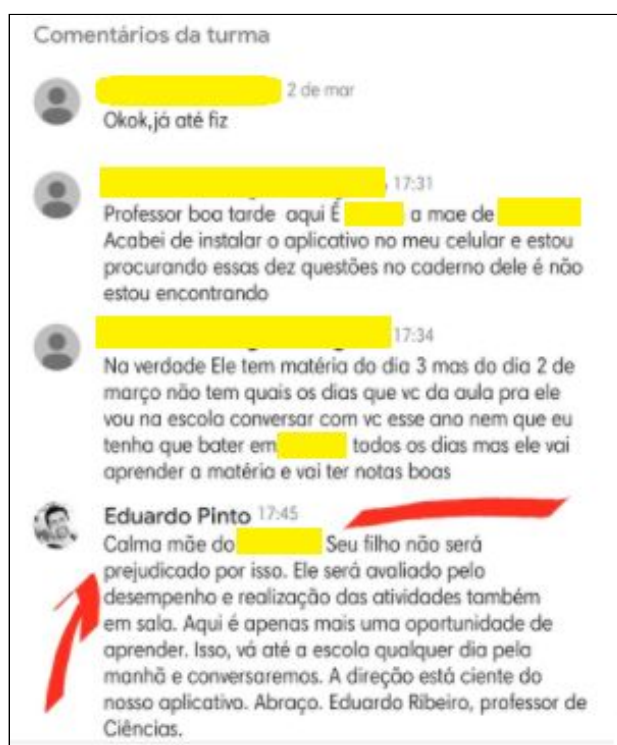 Comentários da turma
2 de mar
Okok,já até fiz
17:31
Professor boa tarde aqui É a mae de
Acabei de instalar o aplicativo no meu celular e estou
procurando essas dez questões no caderno dele é não
estou encontrando
17:34
Na verdade Ele tem matéria do dia 3 mas do dia 2 de
março não tem quais os dias que vc da aula pra ele
vou na escola conversar com vc esse ano nem que eu
tenha que bater em todos os dias mas ele vai
aprender a matéria e vai ter notas boas
Eduardo Pinto 17:45
Calma mãe do Seu filho não será
prejudicado por isso. Ele será avaliado pelo
desempenho e realização das atividades também
em sala. Aqui é apenas mais uma oportunidade de
aprender. Isso, vá até a escola qualquer dia pela
manhã e conversaremos. A direção está ciente do
nosso aplicativo. Abraço. Eduardo Ribeiro, professor de
Ciências.